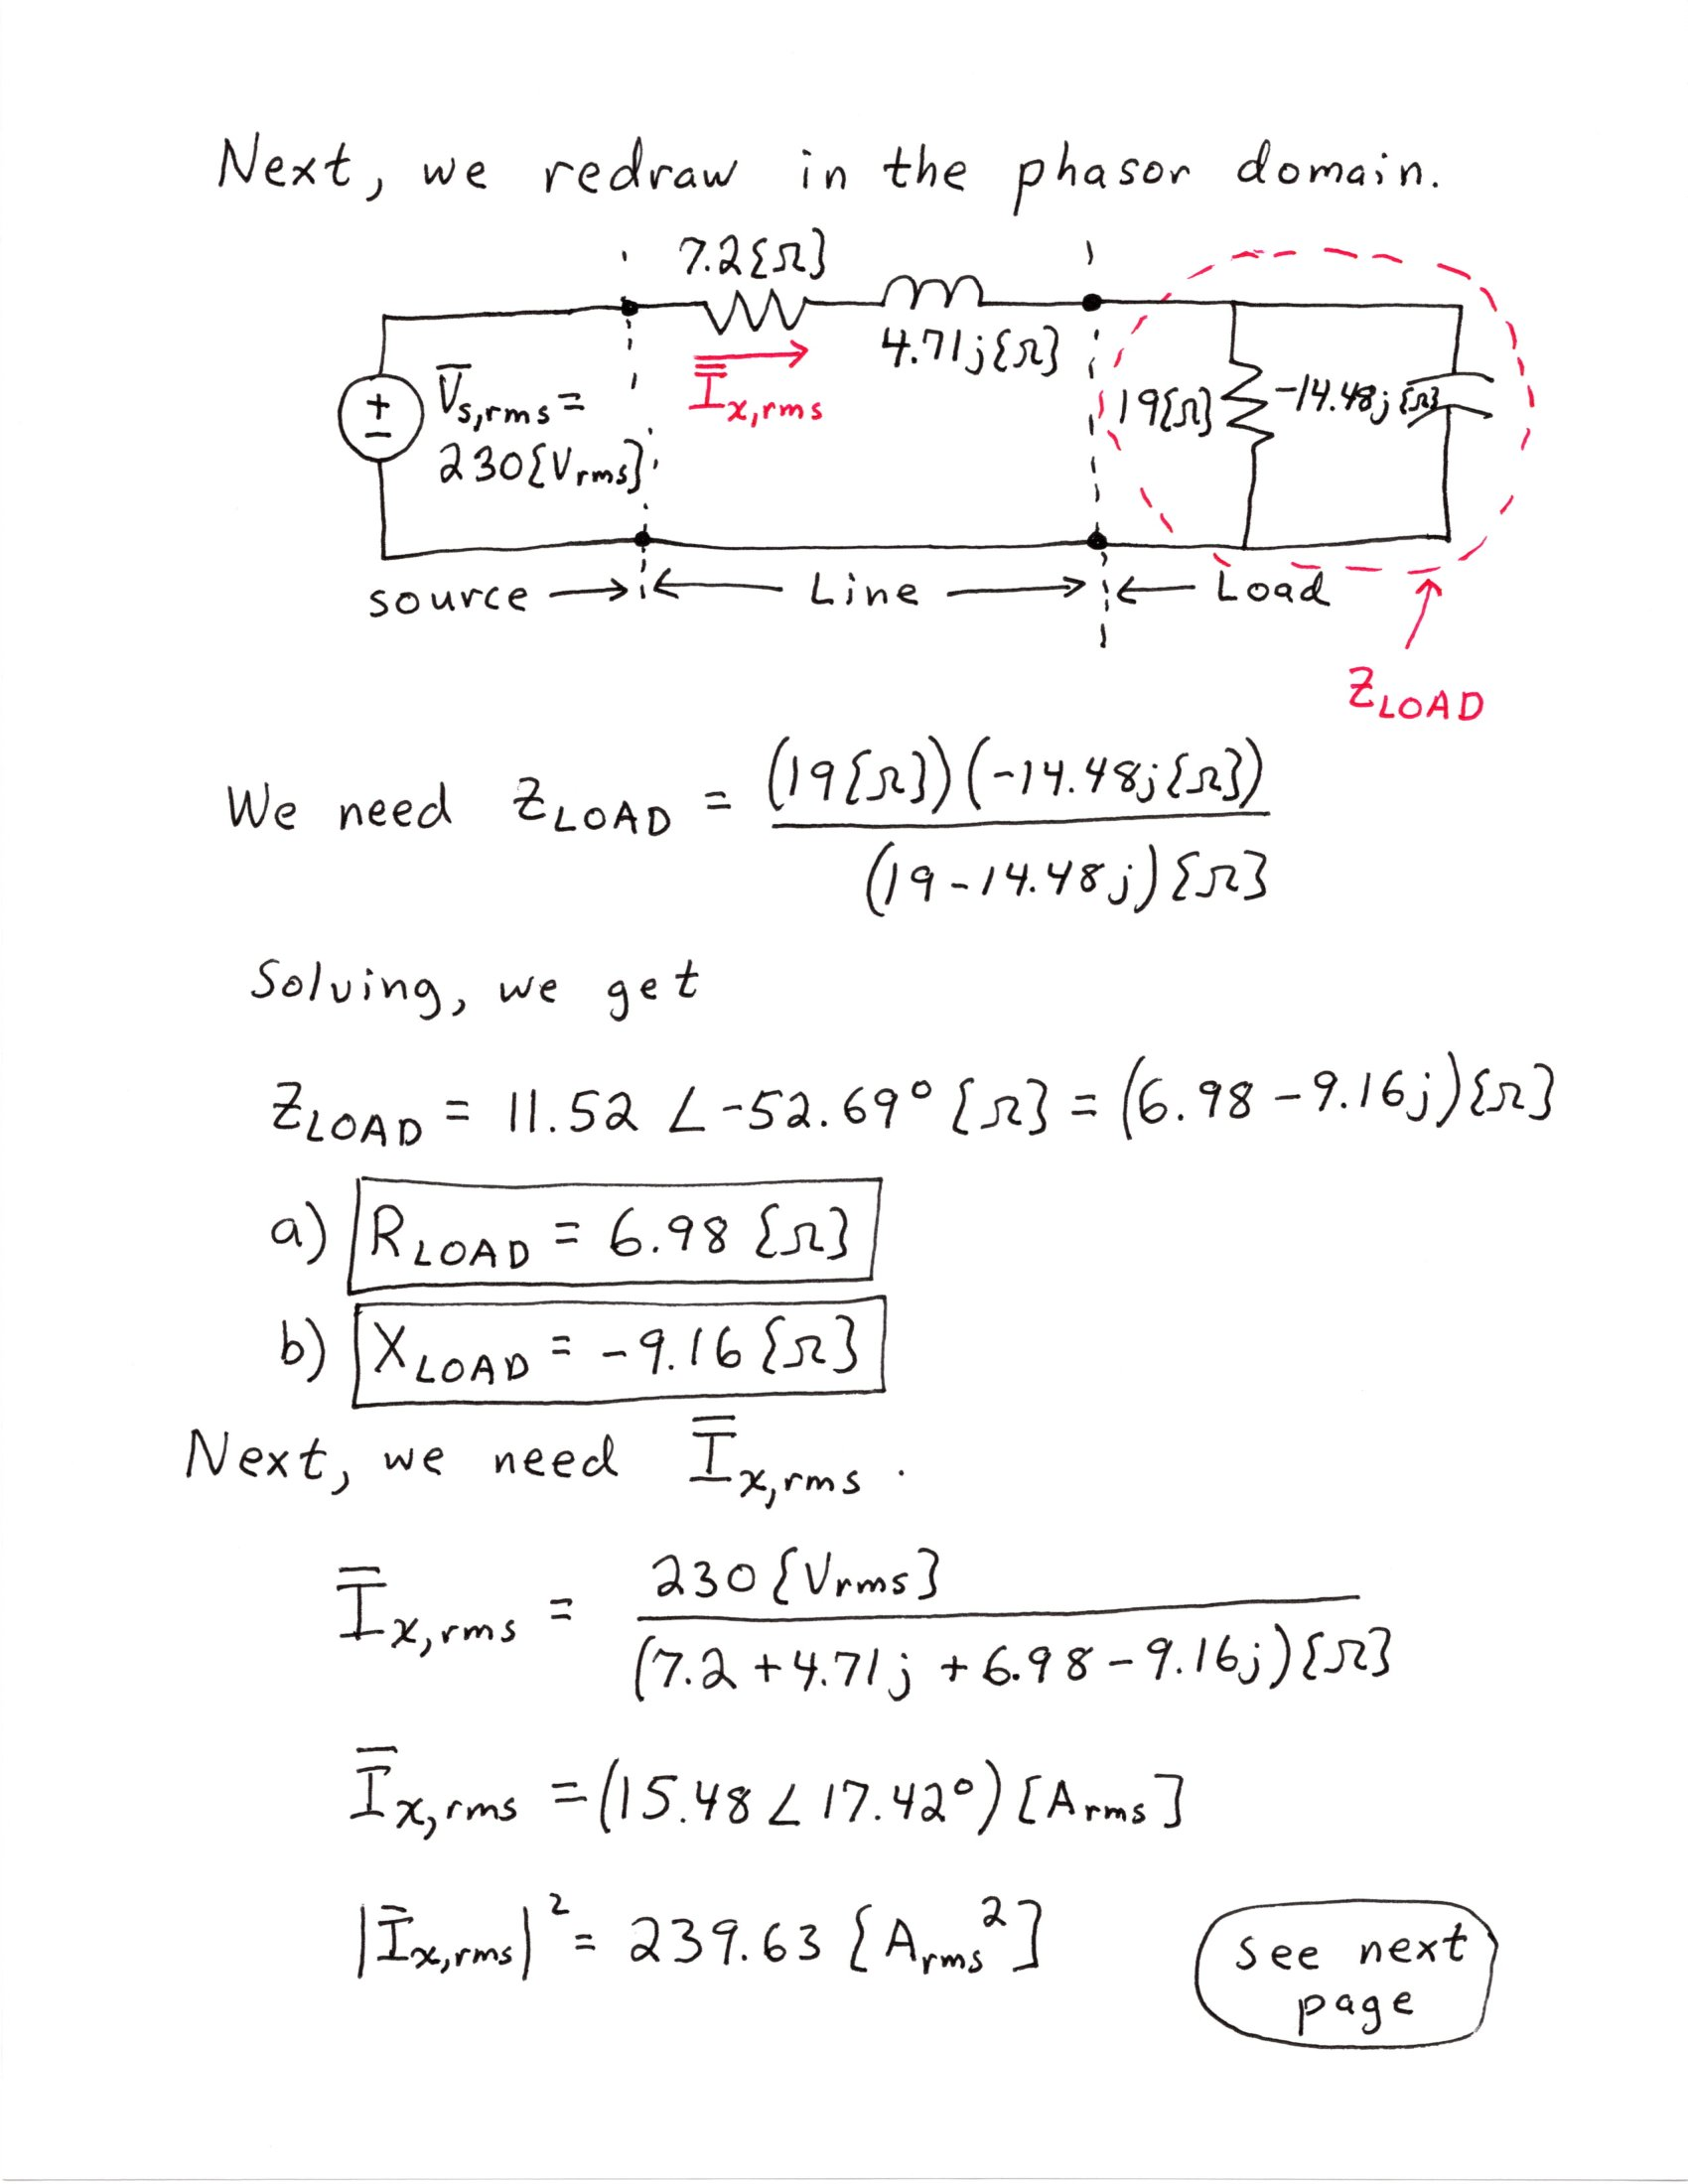 Next, we redraw in the phasor domain.
7.2{Ω}
4.71j{Ω}
V̄s,rms =
230{Vrms}
Īx,rms
19{Ω}
-14.48j{Ω}
source → ← Line → ← Load
ZLOAD
We need ZLOAD = (19{Ω})(-14.48j{Ω})
(19-14.48j){Ω}
Solving, we get
ZLOAD = 11.52 ∠-52.69° [Ω] = (6.98-9.16j){Ω}
a) RLOAD = 6.98 {Ω}
b) XLOAD = -9.16 {Ω}
Next, we need Īx,rms.
Īx,rms = 230{Vrms}
(7.2+4.71j+6.98-9.16j){Ω}
Īx,rms = (15.48∠17.42°)[Arms]
|Īx,rms|² = 239.63 [Arms²]
see next
page